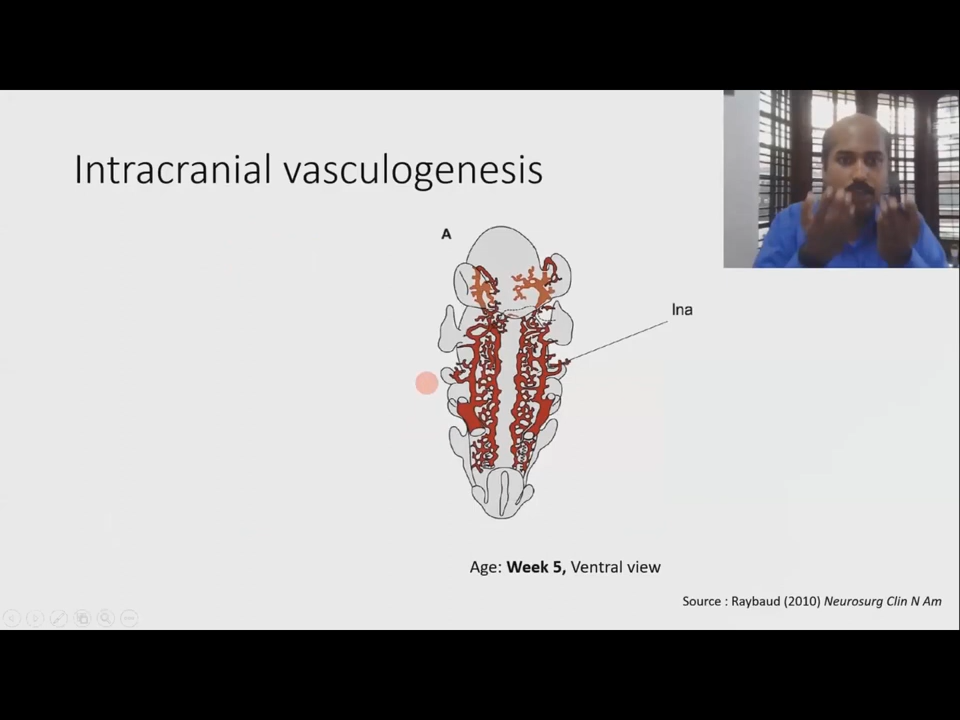 Intracranial vasculogenesis
A
Ina
Age: Week 5, Ventral view
Source : Raybaud (2010) Neurosurg Clin N Am